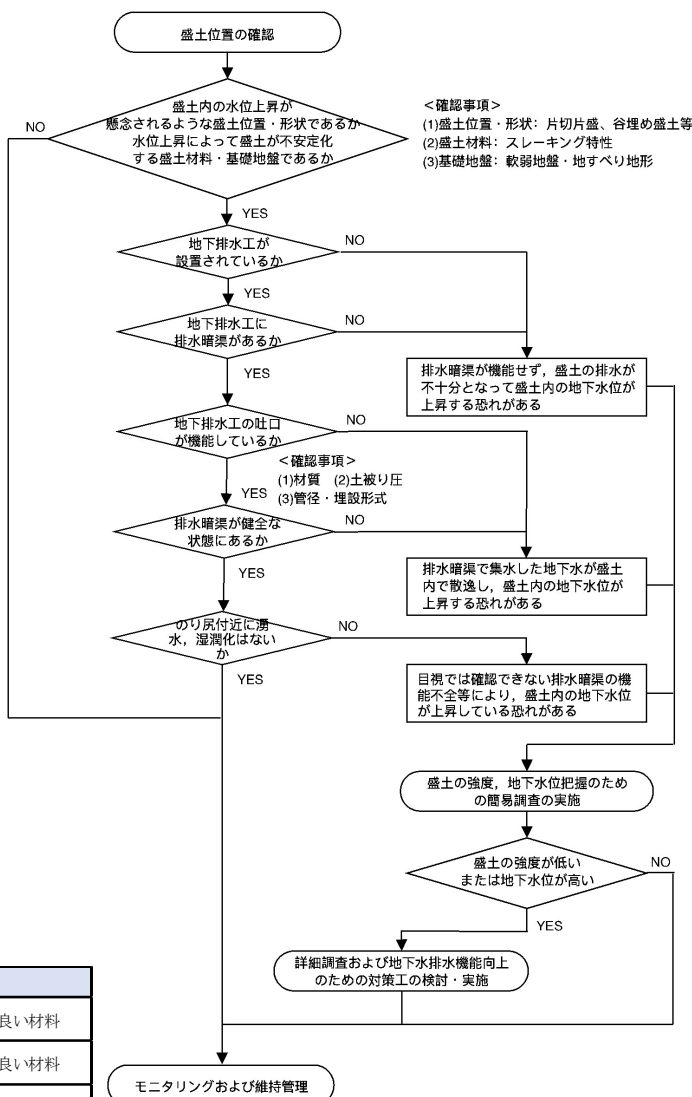 盛土位置の確認
盛土内の水位上昇が
懸念されるような盛土位置・形状であるか
水位上昇によって盛土が不安定化
する盛土材料・基礎地盤であるか
NO
＜確認事項＞
(1)盛土位置・形状：片切片盛、谷埋め盛土等
(2)盛土材料：スレーキング特性
(3)基礎地盤：軟弱地盤・地すべり地形
YES
地下排水工が
設置されているか
NO
YES
地下排水工に
排水暗渠があるか
NO
YES
排水暗渠が機能せず，盛土の排水が
不十分となって盛土内の地下水位が
上昇する恐れがある
地下排水工の吐口
が機能しているか
NO
＜確認事項＞
(1)材質　(2)土被り圧
(3)管径・埋設形式
YES
排水暗渠が健全な
状態にあるか
NO
YES
排水暗渠で集水した地下水が盛土
内で散逸し，盛土内の地下水位が
上昇する恐れがある
のり尻付近に湧
水，湿潤化はない
か
NO
YES
目視では確認できない排水暗渠の機
能不全等により，盛土内の地下水位
が上昇している恐れがある
盛土の強度，地下水位把握のため
の簡易調査の実施
盛土の強度が低い
または地下水位が高い
NO
YES
詳細調査および地下水排水機能向上
のための対策工の検討・実施
良い材料
良い材料
モニタリングおよび維持管理